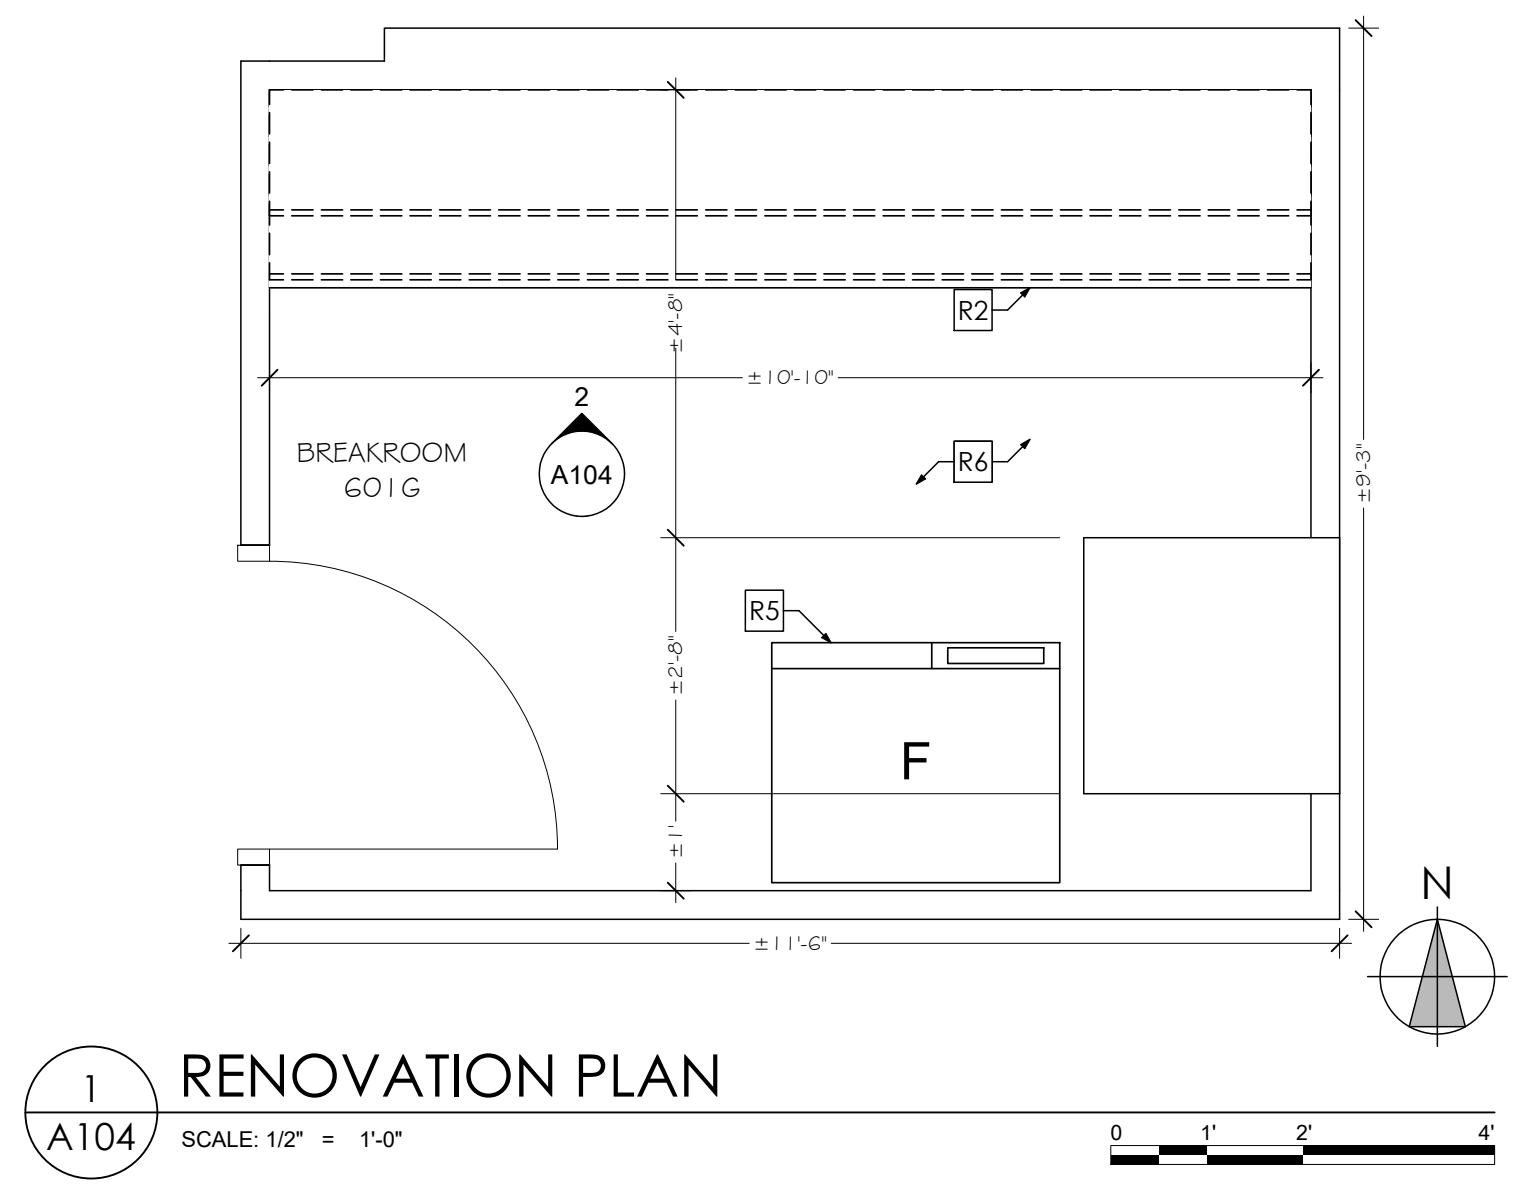 ±4'-8"
R2
±10'-10"
2
A104
BREAKROOM
601G
R6
±9'-3"
R5
±2'-8"
F
±1'
±11'-6"
N
1
A104
RENOVATION PLAN
SCALE: 1/2" = 1'-0"
0 1' 2' 4'